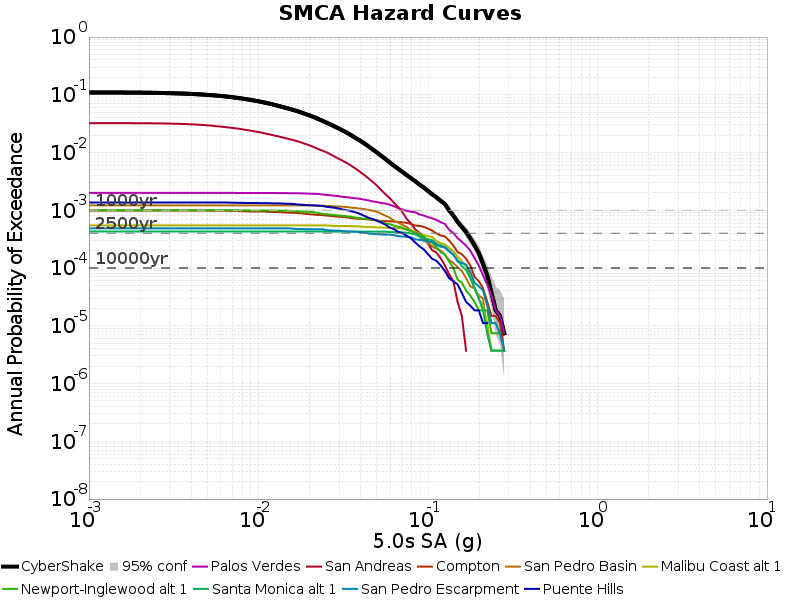 SMCA Hazard Curves
Annual Probability of Exceedance
10^0
10^-1
10^-2
10^-3
10^-4
10^-5
10^-6
10^-7
10^-8
1000yr
2500yr
10000yr
10^-3 10^-2 10^-1 10^0 10^1
5.0s SA (g)
CyberShake 95% conf Palos Verdes San Andreas Compton San Pedro Basin Malibu Coast alt 1
Newport-Inglewood alt 1 Santa Monica alt 1 San Pedro Escarpment Puente Hills